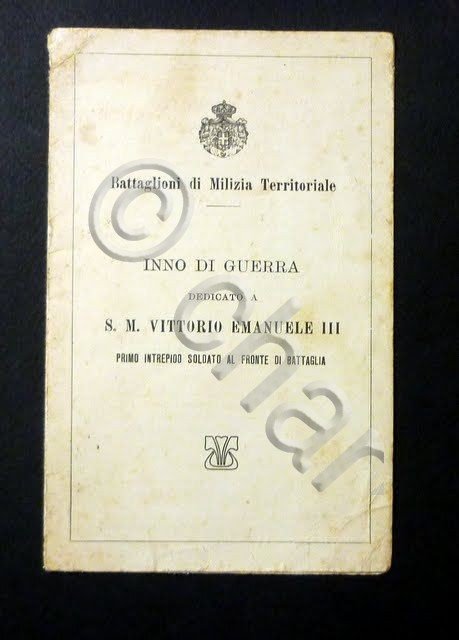 Battaglioni di Milizia Territoriale
INNO DI GUERRA
DEDICATO A
S. M. VITTORIO EMANUELE III
PRIMO INTREPIDO SOLDATO AL FRONTE DI BATTAGLIA
© char